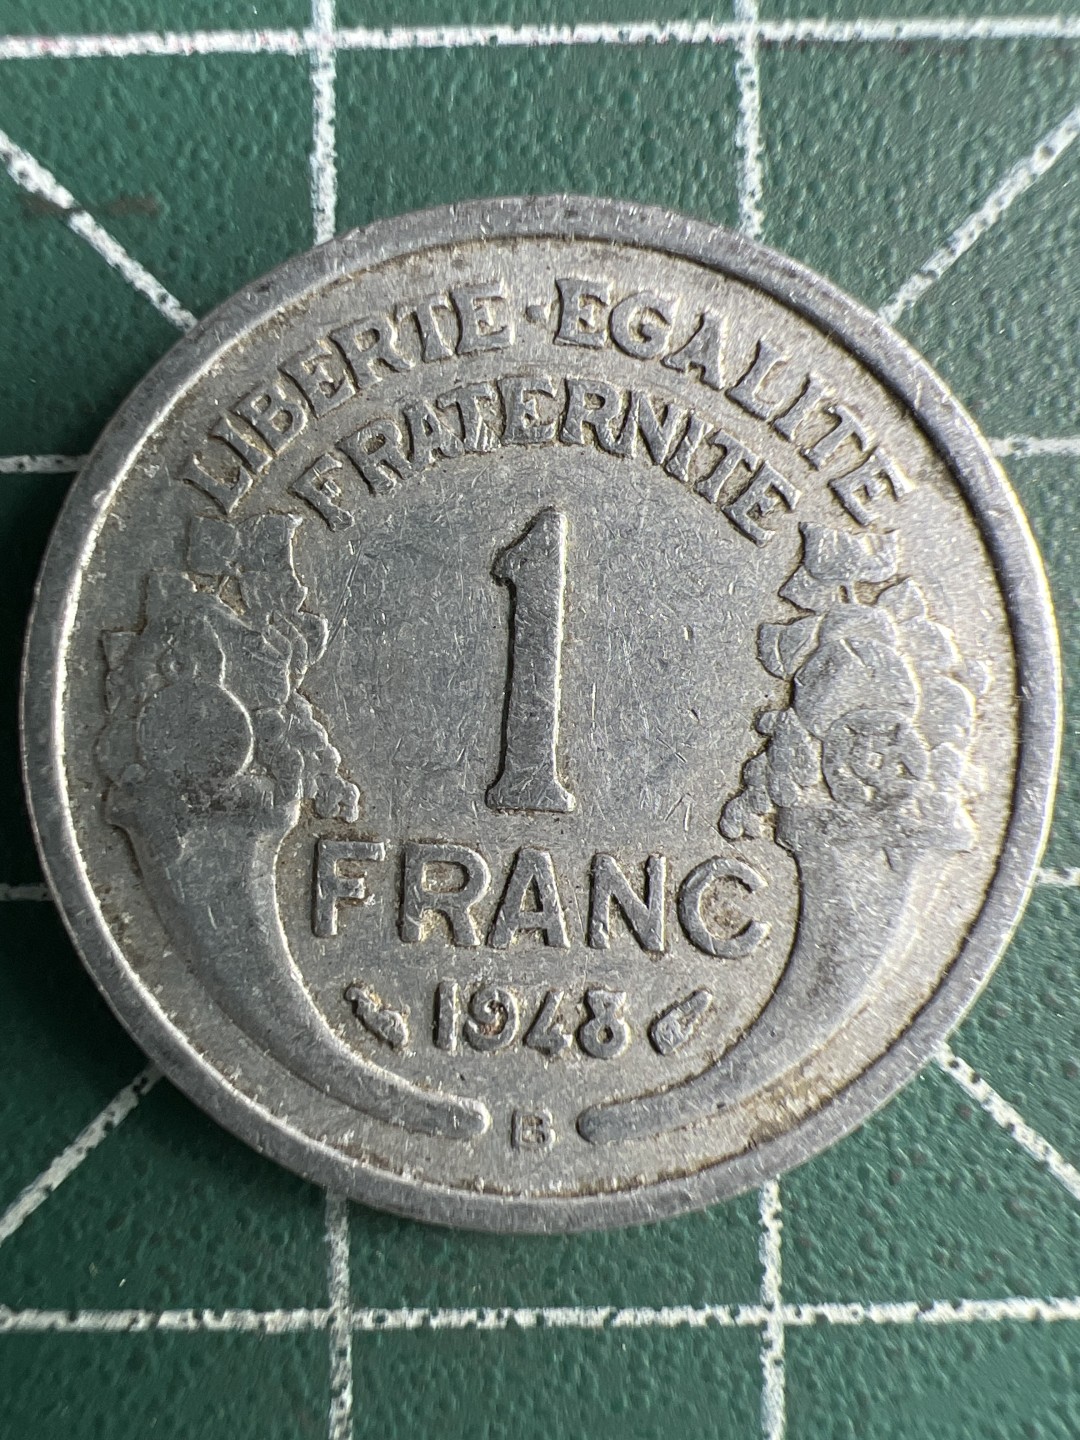 LIBERTE·EGALITE
FRATERNITE
1
FRANC
1948
B